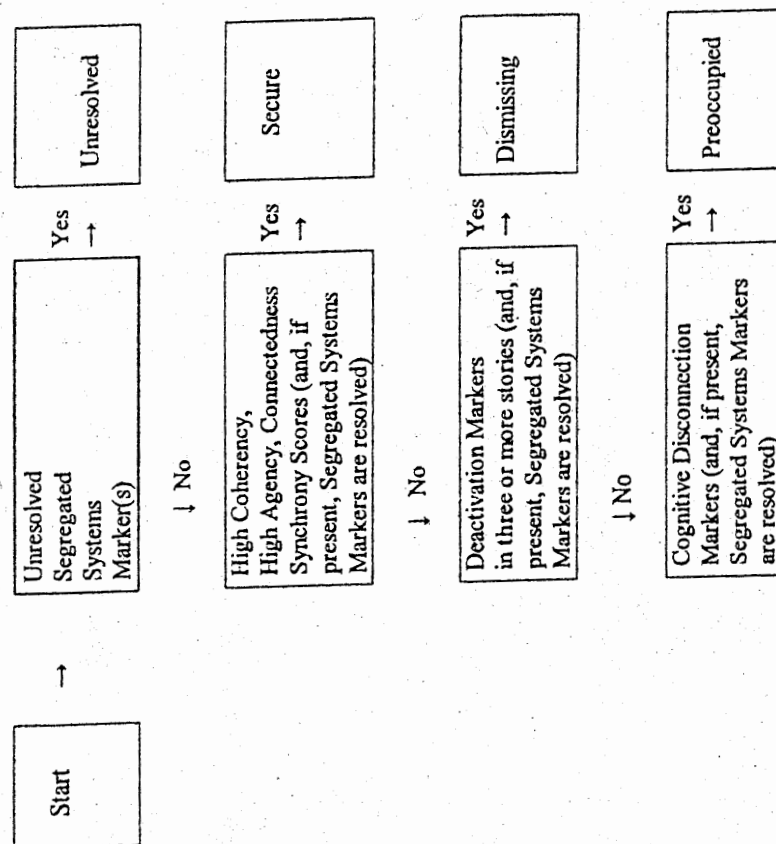 Start
→
Unresolved
Segregated
Systems
Marker(s)
Yes
→
Unresolved
↓ No
High Coherency,
High Agency, Connectedness
Synchrony Scores (and, if
present, Segregated Systems
Markers are resolved)
Yes
→
Secure
↓ No
Deactivation Markers
in three or more stories (and, if
present, Segregated Systems
Markers are resolved)
Yes
→
Dismissing
↓ No
Cognitive Disconnection
Markers (and, if present,
Segregated Systems Markers
are resolved)
Yes
→
Preoccupied